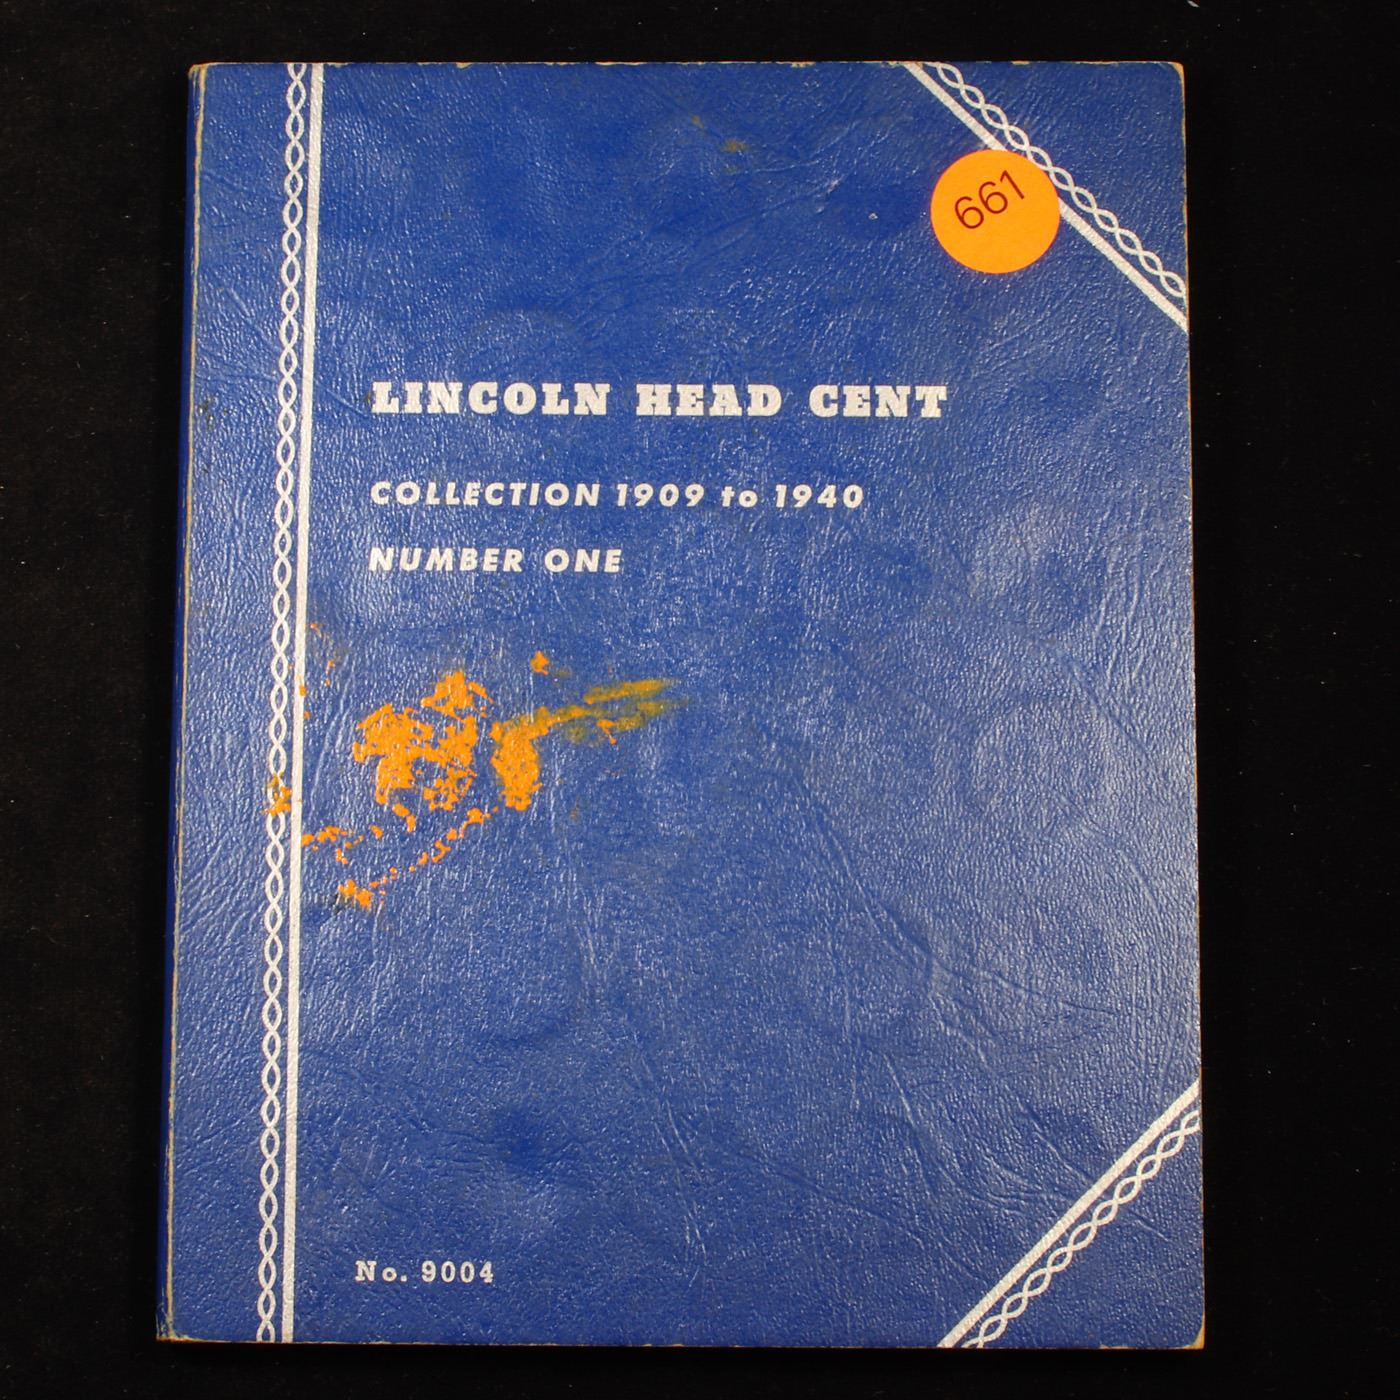 661
LINCOLN HEAD CENT
COLLECTION 1909 to 1940
NUMBER ONE
No. 9004